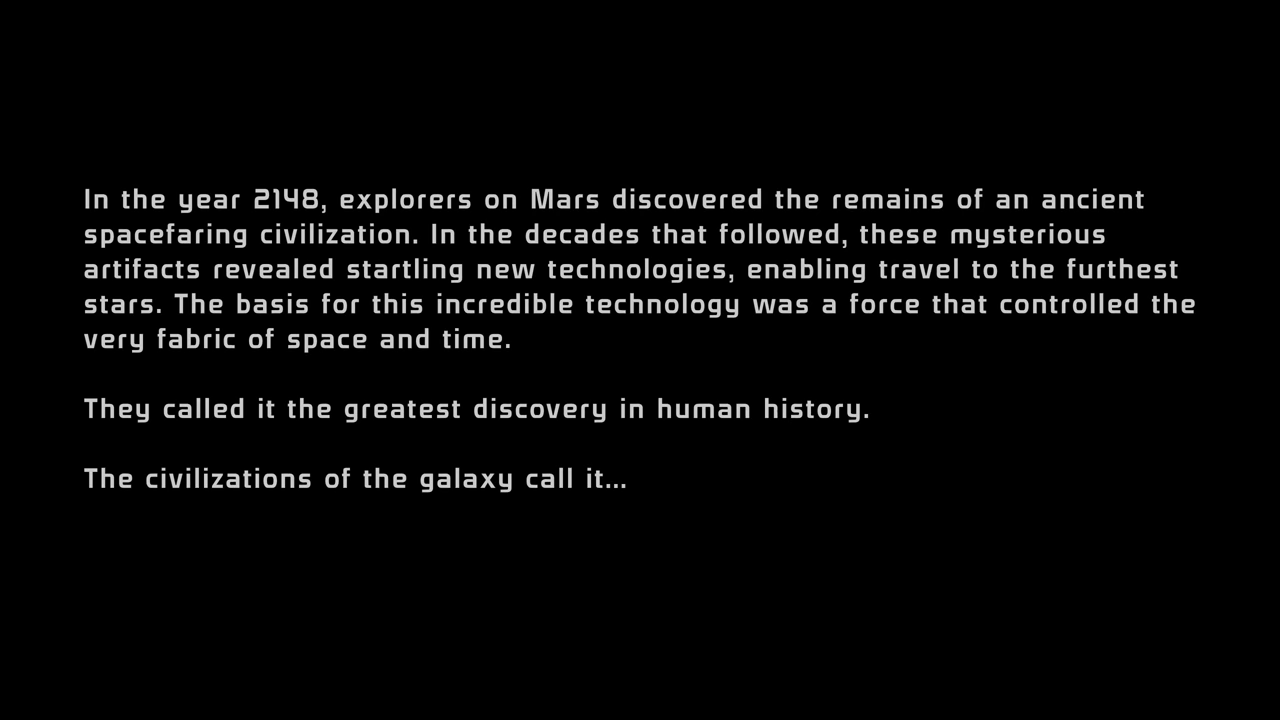 In the year 2148, explorers on Mars discovered the remains of an ancient
spacefaring civilization. In the decades that followed, these mysterious
artifacts revealed startling new technologies, enabling travel to the furthest
stars. The basis for this incredible technology was a force that controlled the
very fabric of space and time.
They called it the greatest discovery in human history.
The civilizations of the galaxy call it...